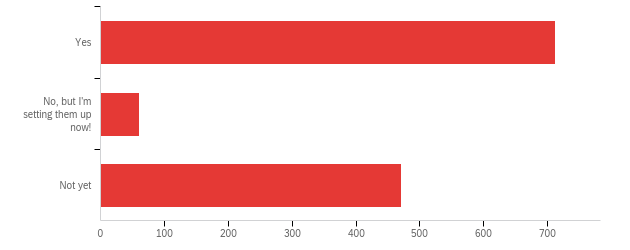 Yes
No, but I'm
setting them up
now!
Not yet
0 100 200 300 400 500 600 700